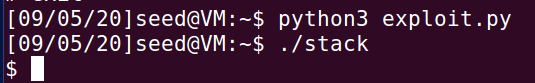 [09/05/20]seed@VM:~$ python3 exploit.py
[09/05/20]seed@VM:~$ ./stack
$